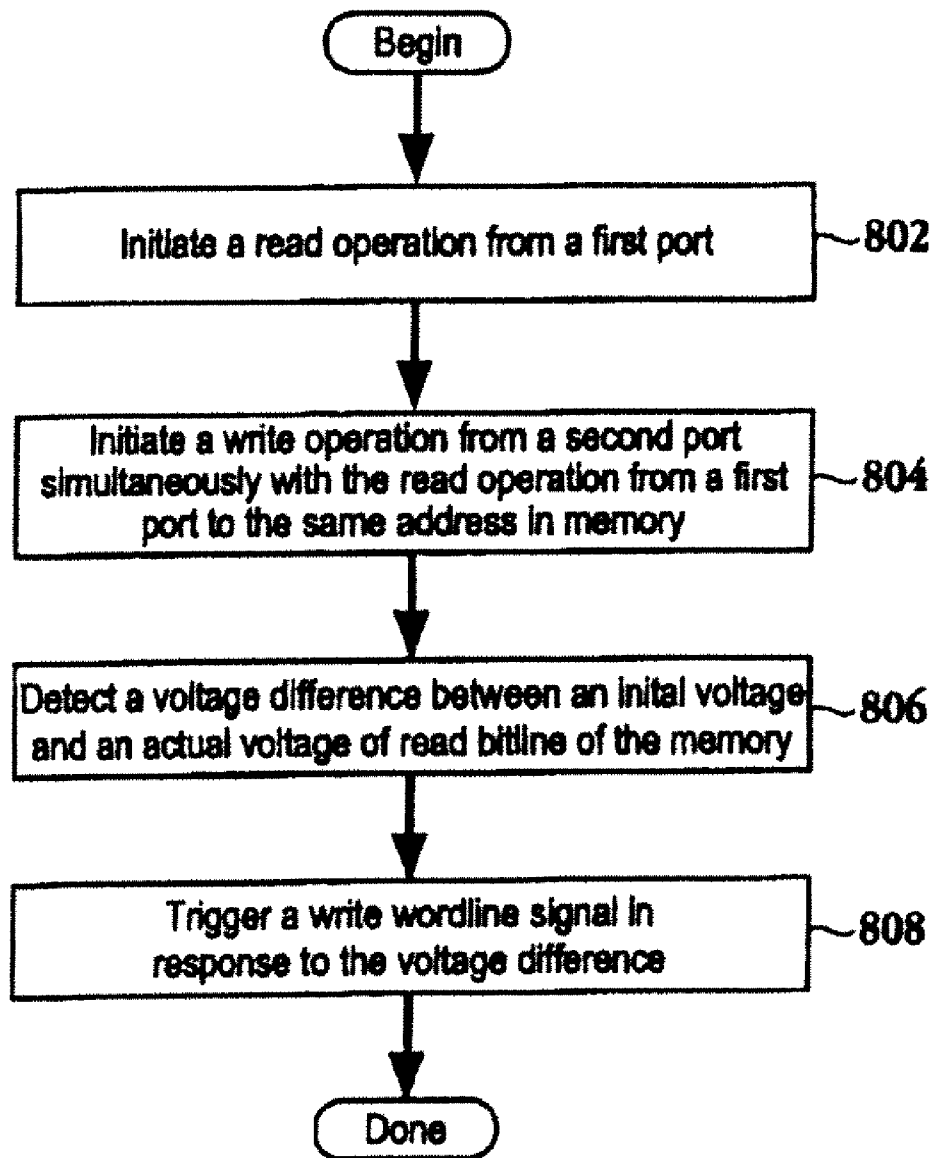 Begin
Initiate a read operation from a first port
802
Initiate a write operation from a second port
simultaneously with the read operation from a first
port to the same address in memory
804
Detect a voltage difference between an inital voltage
and an actual voltage of read bitline of the memory
806
Trigger a write wordline signal in
response to the voltage difference
808
Done